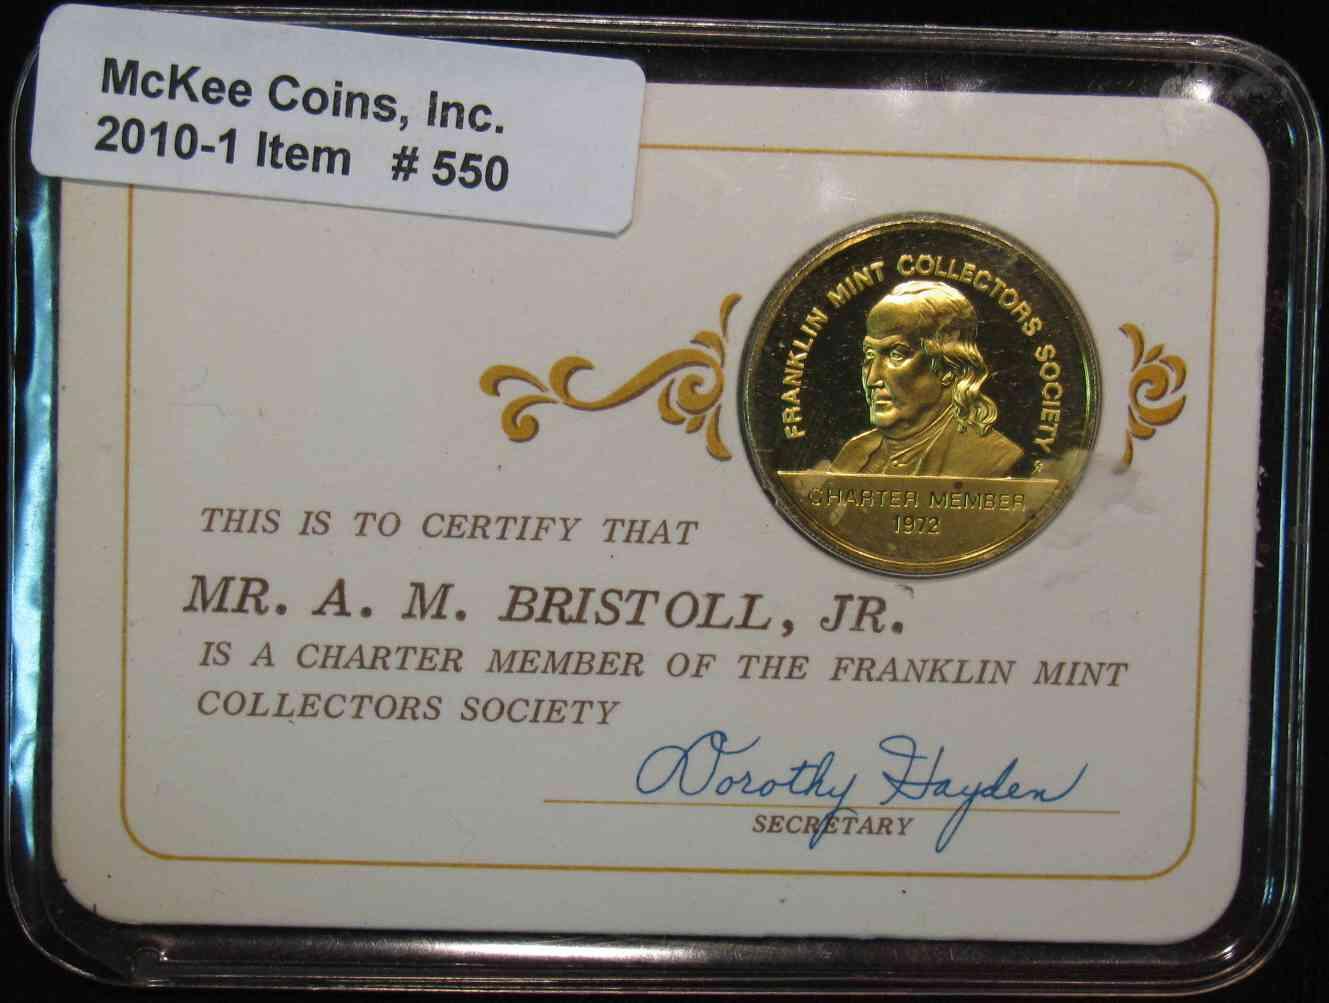 McKee Coins, Inc.
2010-1 Item # 550
FRANKLIN MINT COLLECTORS SOCIETY
CHARTER MEMBER
1972
THIS IS TO CERTIFY THAT
MR. A. M. BRISTOLL, JR.
IS A CHARTER MEMBER OF THE FRANKLIN MINT
COLLECTORS SOCIETY
Dorothy Hayden
SECRETARY